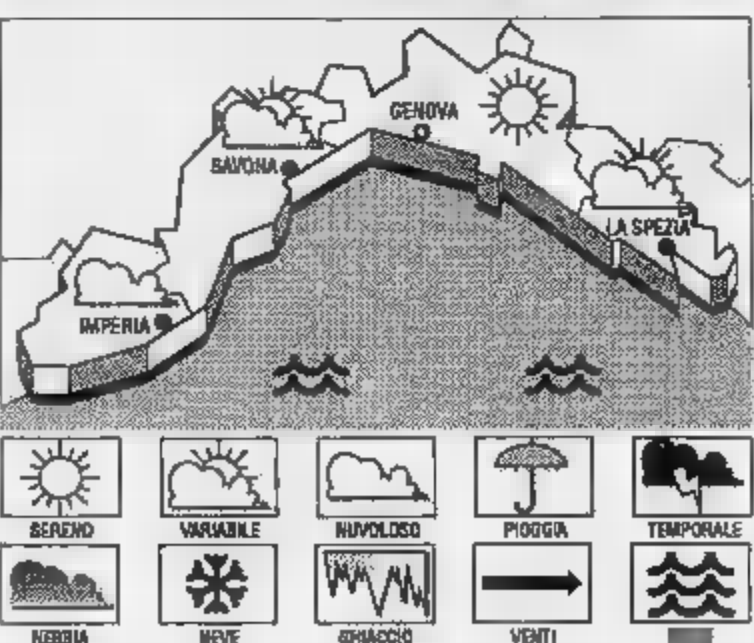 GENOVA
SAVONA
LA SPEZIA
IMPERIA
SERENO VARIABILE NUVOLOSO PIOGGIA TEMPORALE
NEBBIA NEVE GHIACCIO VENTI